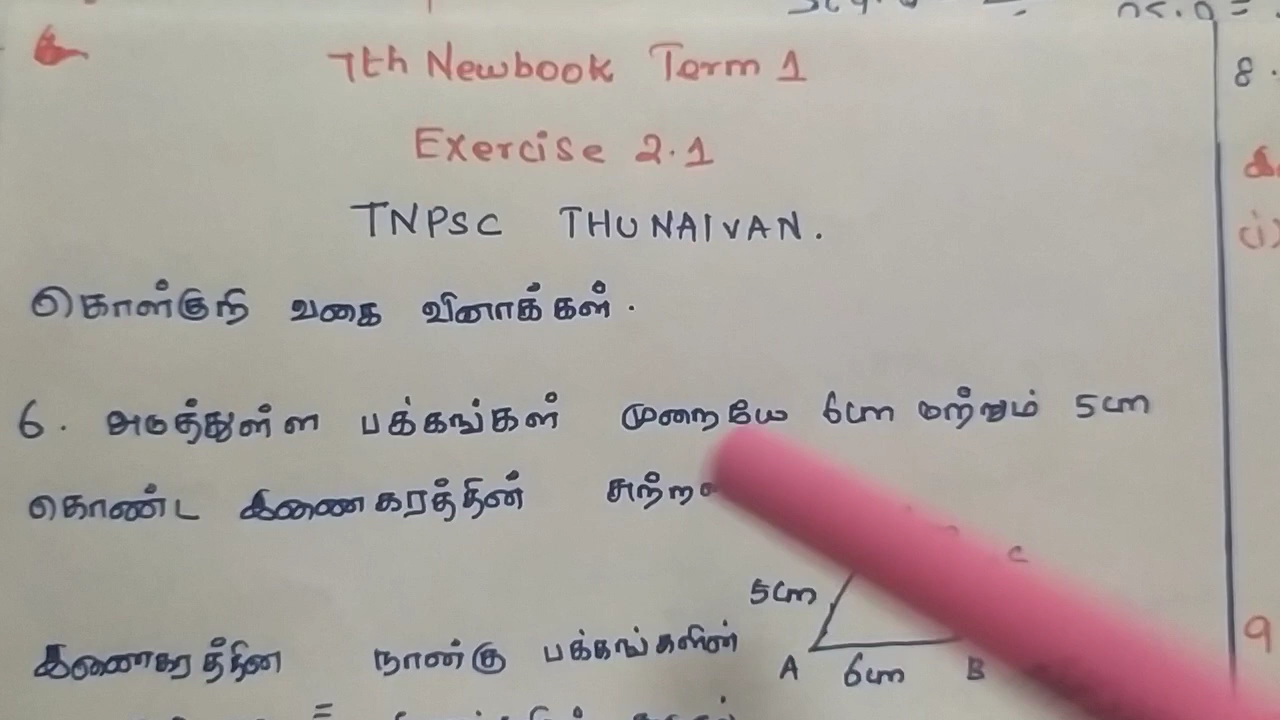 7th Newbook Term 1
Exercise 2.1
TNPSC THUNAIVAN.
கொள்குறி வகை வினாக்கள்.
6. அடுத்துள்ள பக்கங்கள் முறையே 6cm மற்றும் 5cm
கொண்ட இணைகரத்தின்
C
5cm
இணைகரத்தின நான்கு பக்கங்களின்
A 6cm B
8.
(i)
9